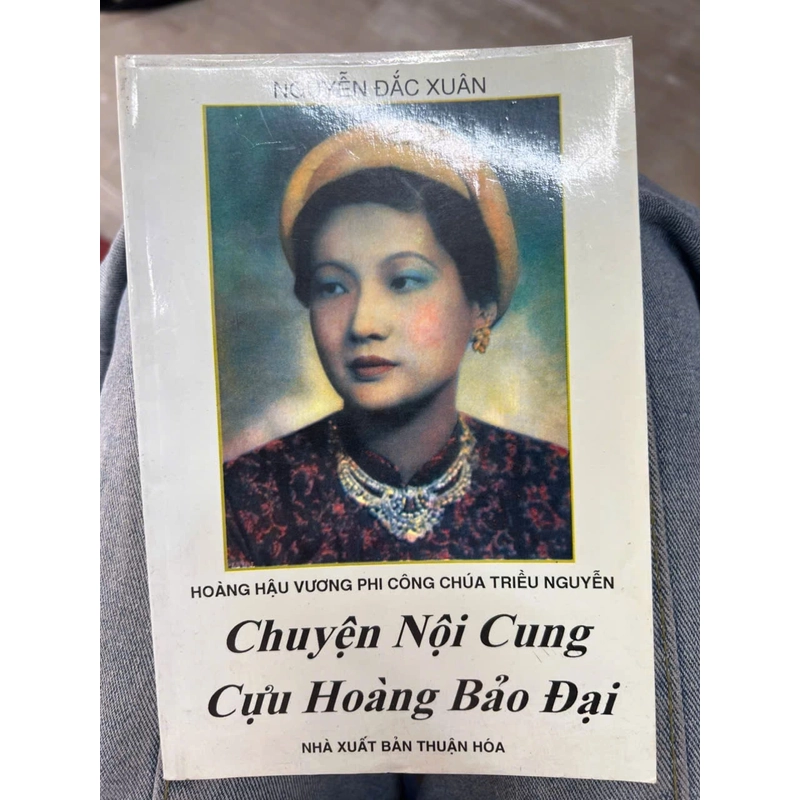 NGUYỄN ĐẮC XUÂN
HOÀNG HẬU VƯƠNG PHI CÔNG CHÚA TRIỀU NGUYỄN
Chuyện Nội Cung
Cựu Hoàng Bảo Đại
NHÀ XUẤT BẢN THUẬN HÓA